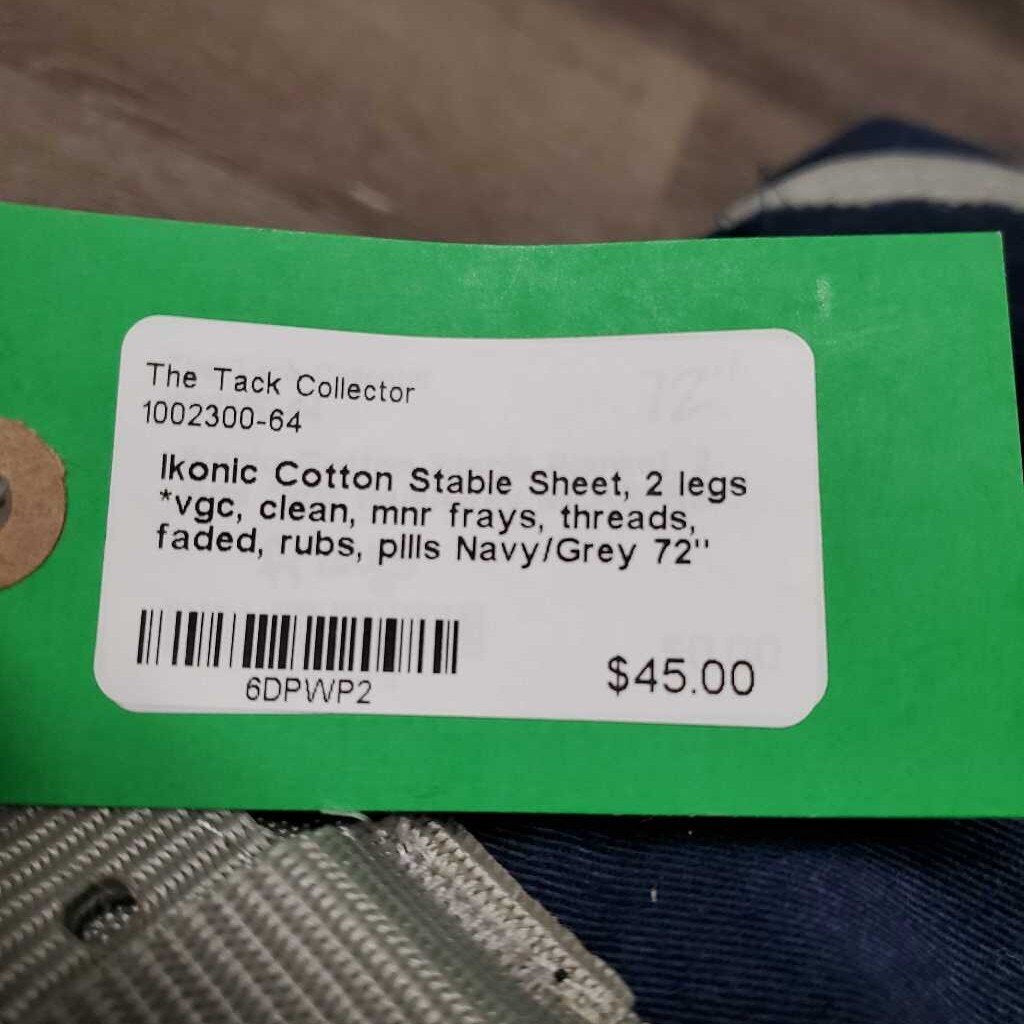 The Tack Collector
1002300-64
Ikonic Cotton Stable Sheet, 2 legs
*vgc, clean, mnr frays, threads,
faded, rubs, pllls Navy/Grey 72"
6DPWP2
$45.00